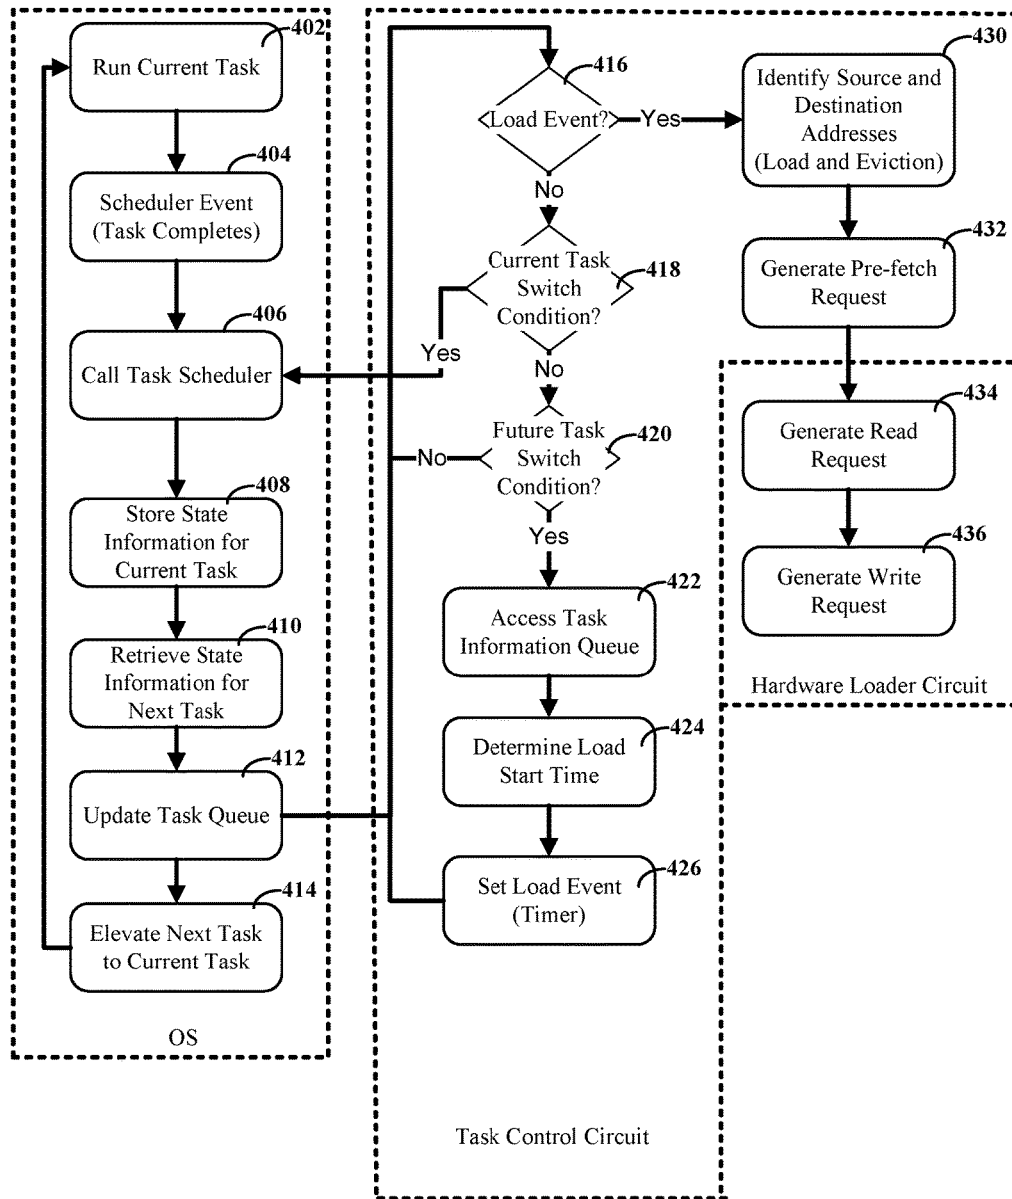 402
Run Current Task
404
Scheduler Event
(Task Completes)
406
Call Task Scheduler
408
Store State
Information for
Current Task
410
Retrieve State
Information for
Next Task
412
Update Task Queue
414
Elevate Next Task
to Current Task
OS
416
Load Event?
Yes
No
Current Task
Switch
Condition?
418
Yes
No
Future Task
Switch
Condition?
420
No
Yes
422
Access Task
Information Queue
424
Determine Load
Start Time
426
Set Load Event
(Timer)
Task Control Circuit
430
Identify Source and
Destination
Addresses
(Load and Eviction)
432
Generate Pre-fetch
Request
434
Generate Read
Request
436
Generate Write
Request
Hardware Loader Circuit